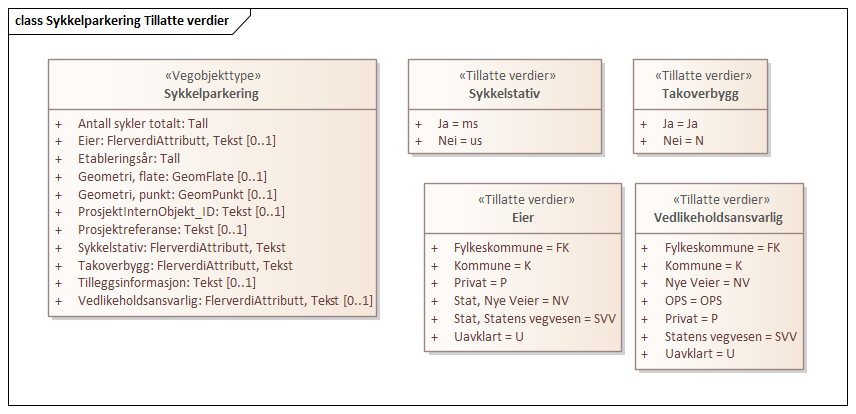 class Sykkelparkering Tillatte verdier
«Vegobjekttype»
Sykkelparkering
+ Antall sykler totalt: Tall
+ Eier: FlerverdiAttributt, Tekst [0..1]
+ Etableringsår: Tall
+ Geometri, flate: GeomFlate [0..1]
+ Geometri, punkt: GeomPunkt [0..1]
+ ProsjektInternObjekt_ID: Tekst [0..1]
+ Prosjektreferanse: Tekst [0..1]
+ Sykkelstativ: FlerverdiAttributt, Tekst
+ Takoverbygg: FlerverdiAttributt, Tekst
+ Tilleggsinformasjon: Tekst [0..1]
+ Vedlikeholdsansvarlig: FlerverdiAttributt, Tekst [0..1]
«Tillatte verdier»
Sykkelstativ
+ Ja = ms
+ Nei = us
«Tillatte verdier»
Takoverbygg
+ Ja = Ja
+ Nei = N
«Tillatte verdier»
Eier
+ Fylkeskommune = FK
+ Kommune = K
+ Privat = P
+ Stat, Nye Veier = NV
+ Stat, Statens vegvesen = SVV
+ Uavklart = U
«Tillatte verdier»
Vedlikeholdsansvarlig
+ Fylkeskommune = FK
+ Kommune = K
+ Nye Veier = NV
+ OPS = OPS
+ Privat = P
+ Statens vegvesen = SVV
+ Uavklart = U